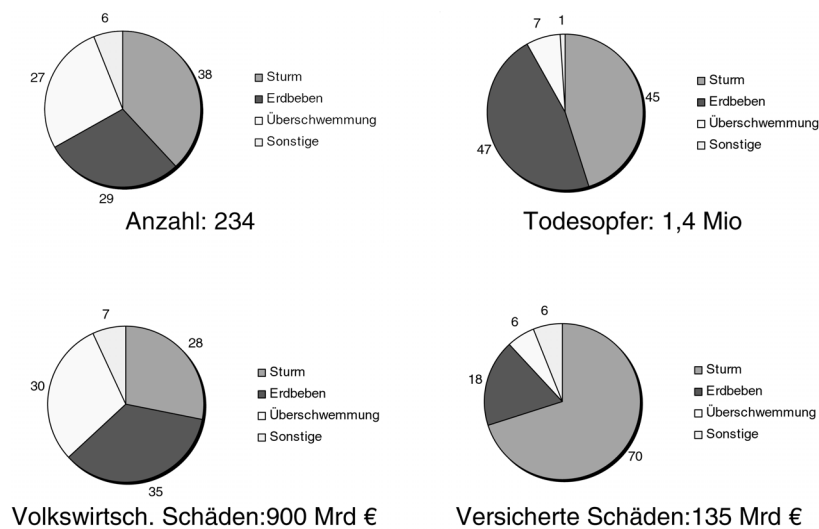 6
27
38
29
Sturm
Erdbeben
Überschwemmung
Sonstige
Anzahl: 234
7
1
45
47
Sturm
Erdbeben
Überschwemmung
Sonstige
Todesopfer: 1,4 Mio
7
28
30
35
Sturm
Erdbeben
Überschwemmung
Sonstige
Volkswirtsch. Schäden:900 Mrd €
6
6
18
70
Sturm
Erdbeben
Überschwemmung
Sonstige
Versicherte Schäden:135 Mrd €